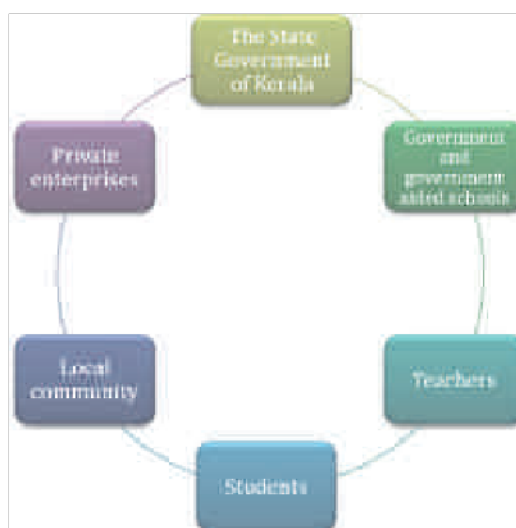 The State
Government
of Kerala
Government
and
government
aided schools
Teachers
Students
Local
community
Private
enterprises